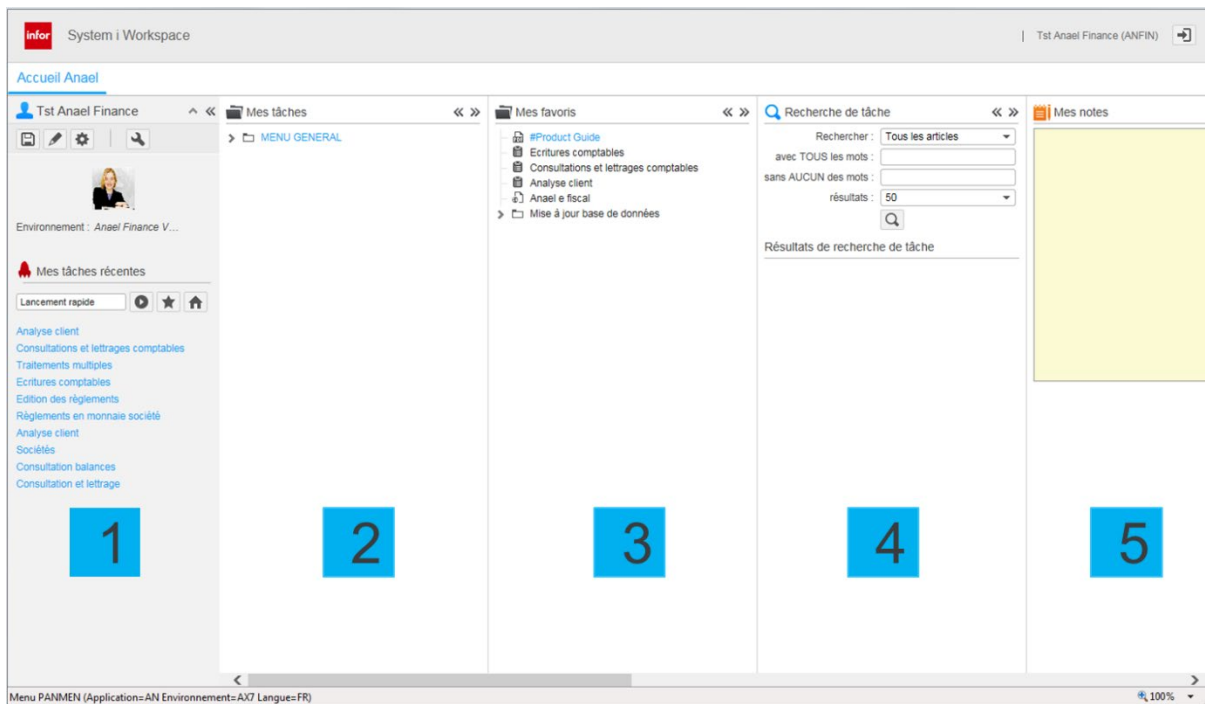 infor System i Workspace | Tst Anael Finance (ANFIN)
Accueil Anael
Tst Anael Finance
Environnement : Anael Finance V...
Mes tâches récentes
Lancement rapide
Analyse client
Consultations et lettrages comptables
Traitements multiples
Ecritures comptables
Edition des règlements
Règlements en monnaie société
Analyse client
Sociétés
Consultation balances
Consultation et lettrage
1
Mes tâches
MENU GENERAL
2
Mes favoris
#Product Guide
Ecritures comptables
Consultations et lettrages comptables
Analyse client
Anael e fiscal
Mise à jour base de données
3
Recherche de tâche
Rechercher : Tous les articles
avec TOUS les mots :
sans AUCUN des mots :
résultats : 50
Résultats de recherche de tâche
4
Mes notes
5
Menu PANMEN (Application=AN Environnement=AX7 Langue=FR) 100%